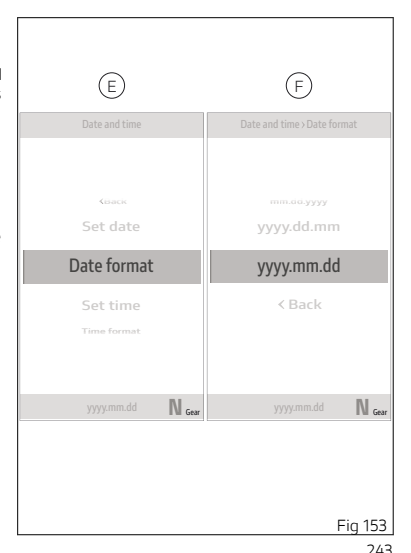 E
Date and time
‹Back
Set date
Date format
Set time
Time format
yyyy.mm.dd N Gear
F
Date and time › Date format
mm.dd.yyyy
yyyy.dd.mm
yyyy.mm.dd
‹ Back
yyyy.mm.dd N Gear
Fig 153
243